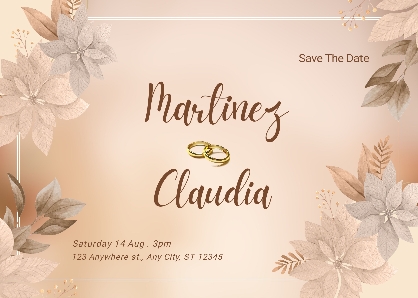 Save The Date
Martinez
Claudia
Saturday 14 Aug . 3pm
123 Anywhere st., Any City, ST 12345